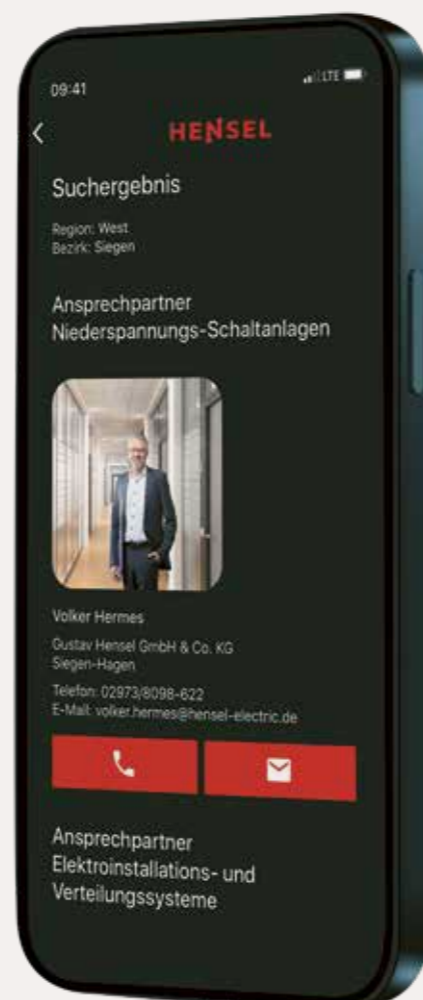 09:41
LTE
HENSEL
Suchergebnis
Region: West
Bezirk: Siegen
Ansprechpartner
Niederspannungs-Schaltanlagen
Volker Hermes
Gustav Hensel GmbH & Co. KG
Siegen-Hagen
Telefon: 02973/8098-622
E-Mail: volker.hermes@hensel-electric.de
Ansprechpartner
Elektroinstallations- und
Verteilungssysteme